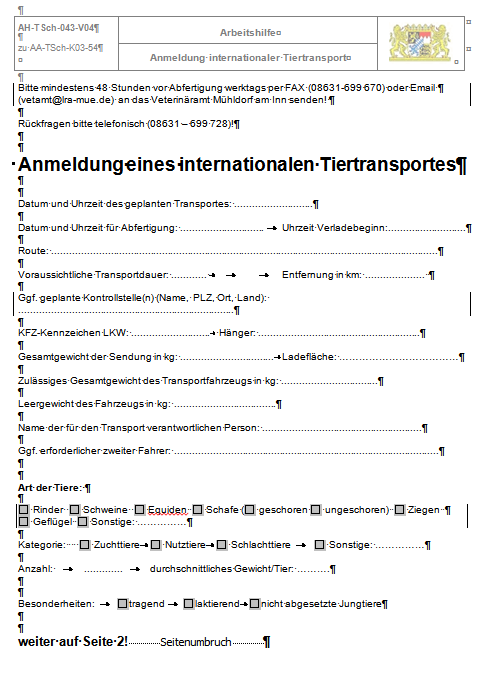 AH-TSch-043-V04
zu AA-TSch-K03-54
Arbeitshilfe
Anmeldung internationaler Tiertransport
Bitte mindestens 48 Stunden vor Abfertigung werktags per FAX (08631-699 670) oder Email
(vetamt@lra-mue.de) an das Veterinäramt Mühldorf am Inn senden!
Rückfragen bitte telefonisch (08631 – 699 728)!
Anmeldung eines internationalen Tiertransportes
Datum und Uhrzeit des geplanten Transportes: ............................
Datum und Uhrzeit für Abfertigung: .............................. Uhrzeit Verladebeginn:............................
Route: ................................................................................
Voraussichtliche Transportdauer: ............. Entfernung in km: ......................
Ggf. geplante Kontrollstelle(n) (Name, PLZ, Ort, Land):
................................................................................
KFZ-Kennzeichen LKW: ............................. Hänger: ............................................................
Gesamtgewicht der Sendung in kg: .................................. Ladefläche: ..........................................
Zulässiges Gesamtgewicht des Transportfahrzeugs in kg: ...................................
Leergewicht des Fahrzeugs in kg: .....................................
Name der für den Transport verantwortlichen Person: .........................................................
Ggf. erforderlicher zweiter Fahrer: ................................................................................
Art der Tiere:
☐ Rinder ☐ Schweine ☐ Equiden ☐ Schafe (☐ geschoren ☐ ungeschoren) ☐ Ziegen
☐ Geflügel ☐ Sonstige: ...............
Kategorie: ☐ Zuchttiere ☐ Nutztiere ☐ Schlachttiere ☐ Sonstige: ...............
Anzahl: .............. durchschnittliches Gewicht/Tier: ..........
Besonderheiten: ☐ tragend ☐ laktierend ☐ nicht abgesetzte Jungtiere
weiter auf Seite 2! Seitenumbruch